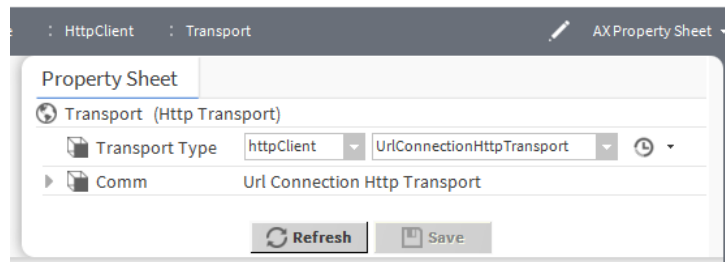 : HttpClient : Transport AX Property Sheet
Property Sheet
Transport (Http Transport)
Transport Type httpClient UrlConnectionHttpTransport
Comm Url Connection Http Transport
Refresh Save